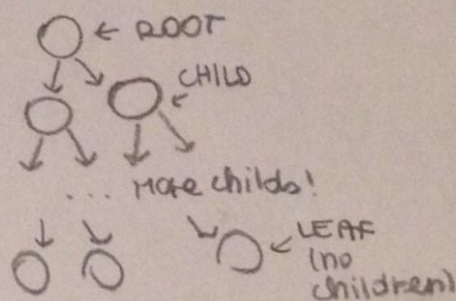 ← ROOT
CHILD
... More childs!
LEAF
(no
children)